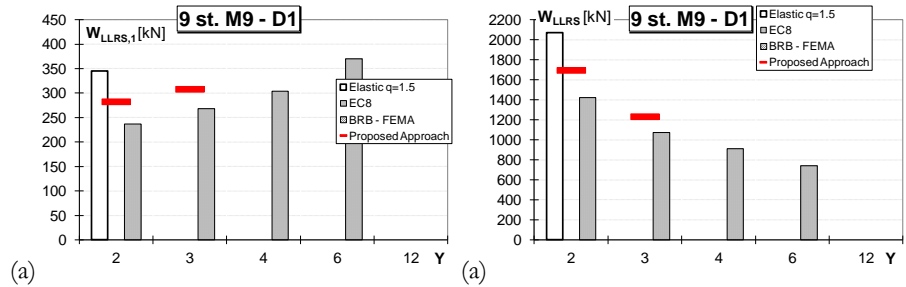 9 st. M9 - D1
W_LLRS,1 [kN]
450
400
350
300
250
200
150
100
50
0
2 3 4 6 12 Y
Elastic q=1.5
EC8
BRB - FEMA
Proposed Approach
(a)
9 st. M9 - D1
W_LLRS [kN]
2200
2000
1800
1600
1400
1200
1000
800
600
400
200
0
2 3 4 6 12 Y
Elastic q=1.5
EC8
BRB - FEMA
Proposed Approach
(a)